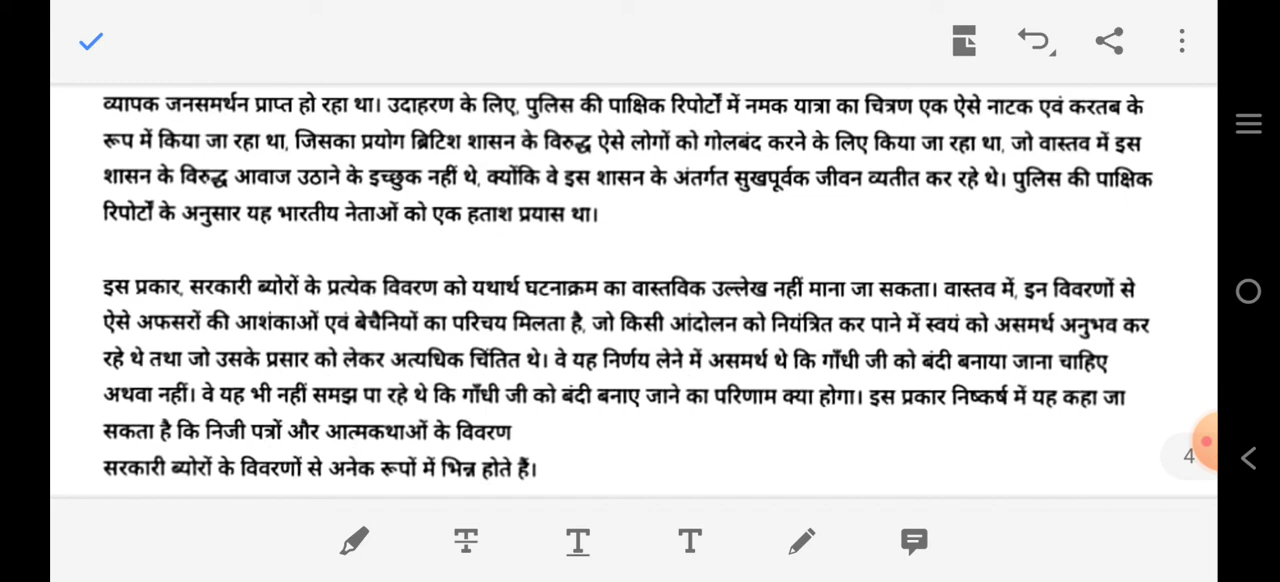 व्यापक जनसमर्थन प्राप्त हो रहा था। उदाहरण के लिए, पुलिस की पाक्षिक रिपोर्टों में नमक यात्रा का चित्रण एक ऐसे नाटक एवं करतब के
रूप में किया जा रहा था, जिसका प्रयोग ब्रिटिश शासन के विरुद्ध ऐसे लोगों को गोलबंद करने के लिए किया जा रहा था, जो वास्तव में इस
शासन के विरुद्ध आवाज उठाने के इच्छुक नहीं थे, क्योंकि वे इस शासन के अंतर्गत सुखपूर्वक जीवन व्यतीत कर रहे थे। पुलिस की पाक्षिक
रिपोर्टों के अनुसार यह भारतीय नेताओं को एक हताश प्रयास था।
इस प्रकार, सरकारी ब्योरों के प्रत्येक विवरण को यथार्थ घटनाक्रम का वास्तविक उल्लेख नहीं माना जा सकता। वास्तव में, इन विवरणों से
ऐसे अफसरों की आशंकाओं एवं बेचैनियों का परिचय मिलता है, जो किसी आंदोलन को नियंत्रित कर पाने में स्वयं को असमर्थ अनुभव कर
रहे थे तथा जो उसके प्रसार को लेकर अत्यधिक चिंतित थे। वे यह निर्णय लेने में असमर्थ थे कि गाँधी जी को बंदी बनाया जाना चाहिए
अथवा नहीं। वे यह भी नहीं समझ पा रहे थे कि गाँधी जी को बंदी बनाए जाने का परिणाम क्या होगा। इस प्रकार निष्कर्ष में यह कहा जा
सकता है कि निजी पत्रों और आत्मकथाओं के विवरण
4
सरकारी ब्योरों के विवरणों से अनेक रूपों में भिन्न होते हैं।
T
T
T